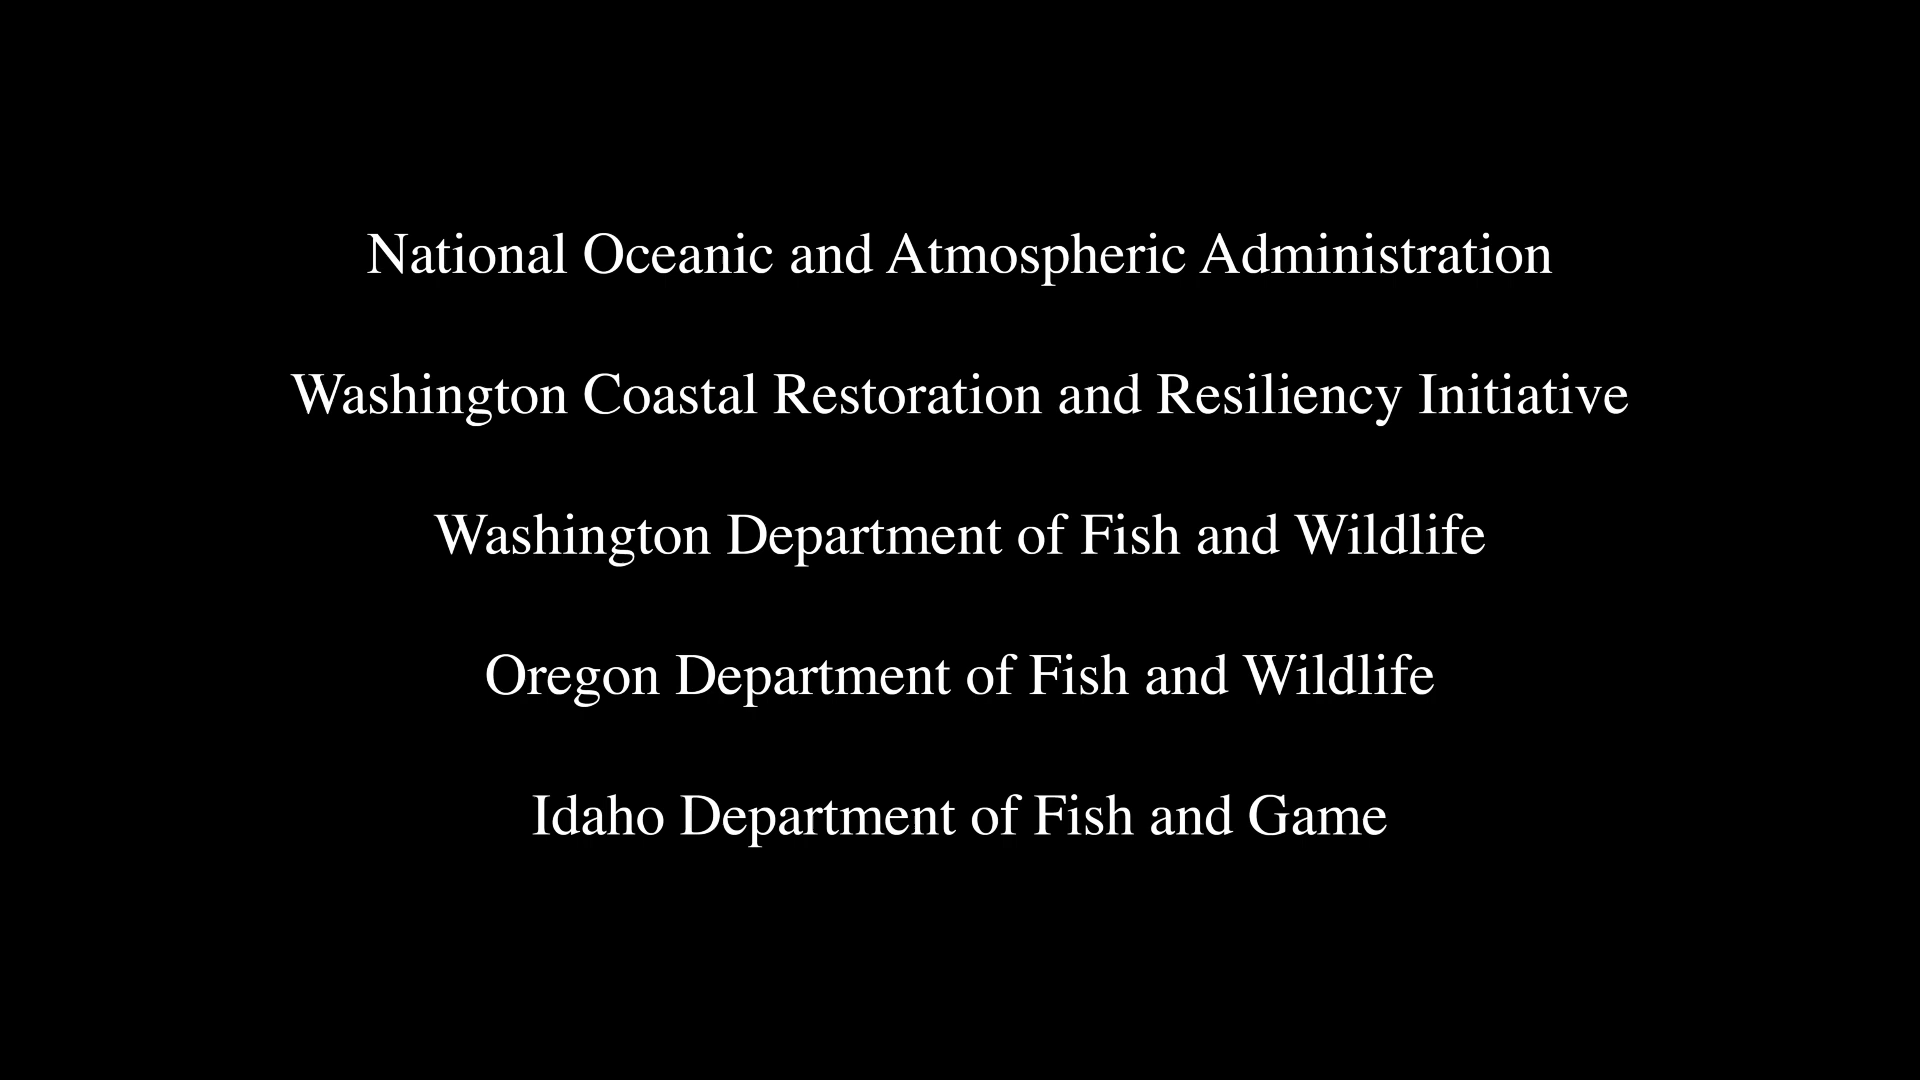 National Oceanic and Atmospheric Administration
Washington Coastal Restoration and Resiliency Initiative
Washington Department of Fish and Wildlife
Oregon Department of Fish and Wildlife
Idaho Department of Fish and Game